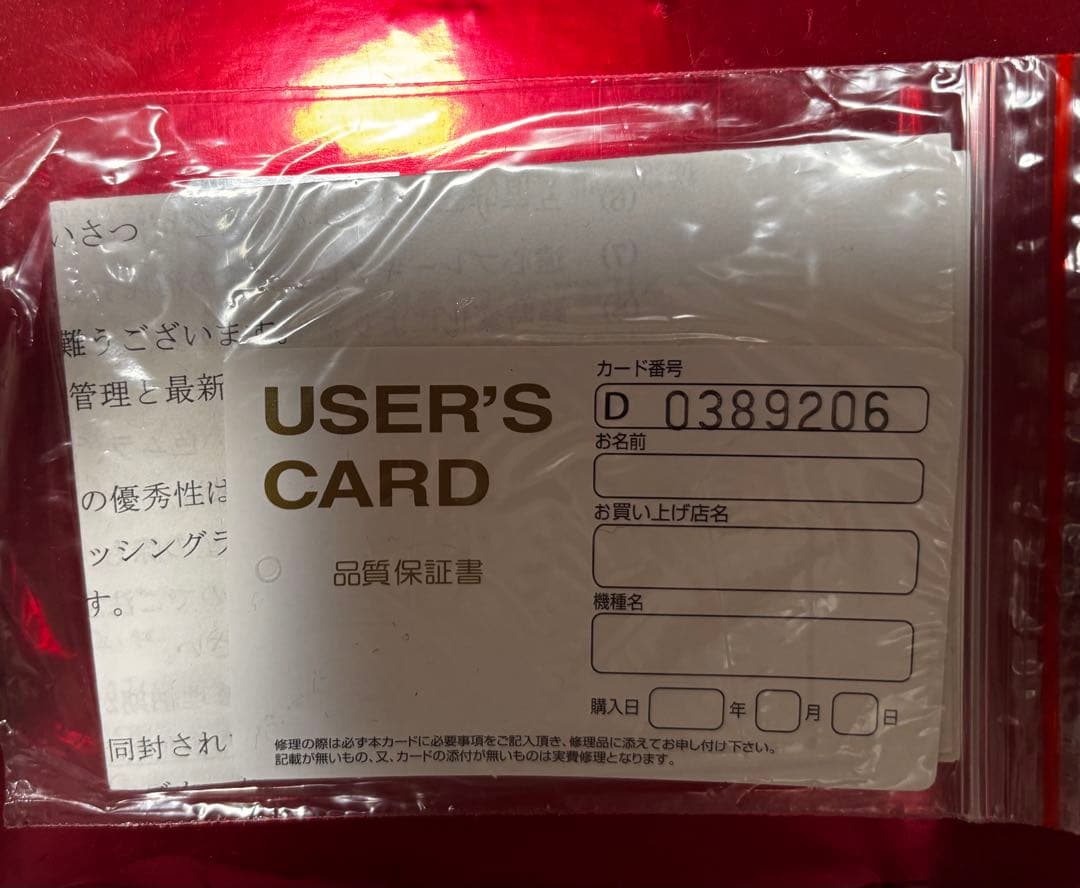 いさつ
難うございます。
管理と最新
の優秀性は
ッシングラ
す。
同封され
USER'S
CARD
品質保証書
カード番号
D 0389206
お名前
お買い上げ店名
機種名
購入日 年 月 日
修理の際は必ず本カードに必要事項をご記入頂き、修理品に添えてお申し付け下さい。
記載が無いもの、又、カードの添付が無いものは実費修理となります。